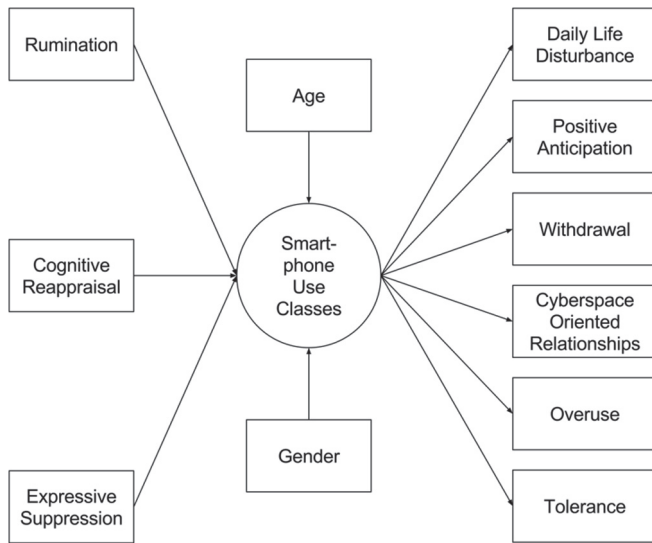 Rumination
Cognitive
Reappraisal
Expressive
Suppression
Age
Smart-
phone
Use
Classes
Gender
Daily Life
Disturbance
Positive
Anticipation
Withdrawal
Cyberspace
Oriented
Relationships
Overuse
Tolerance